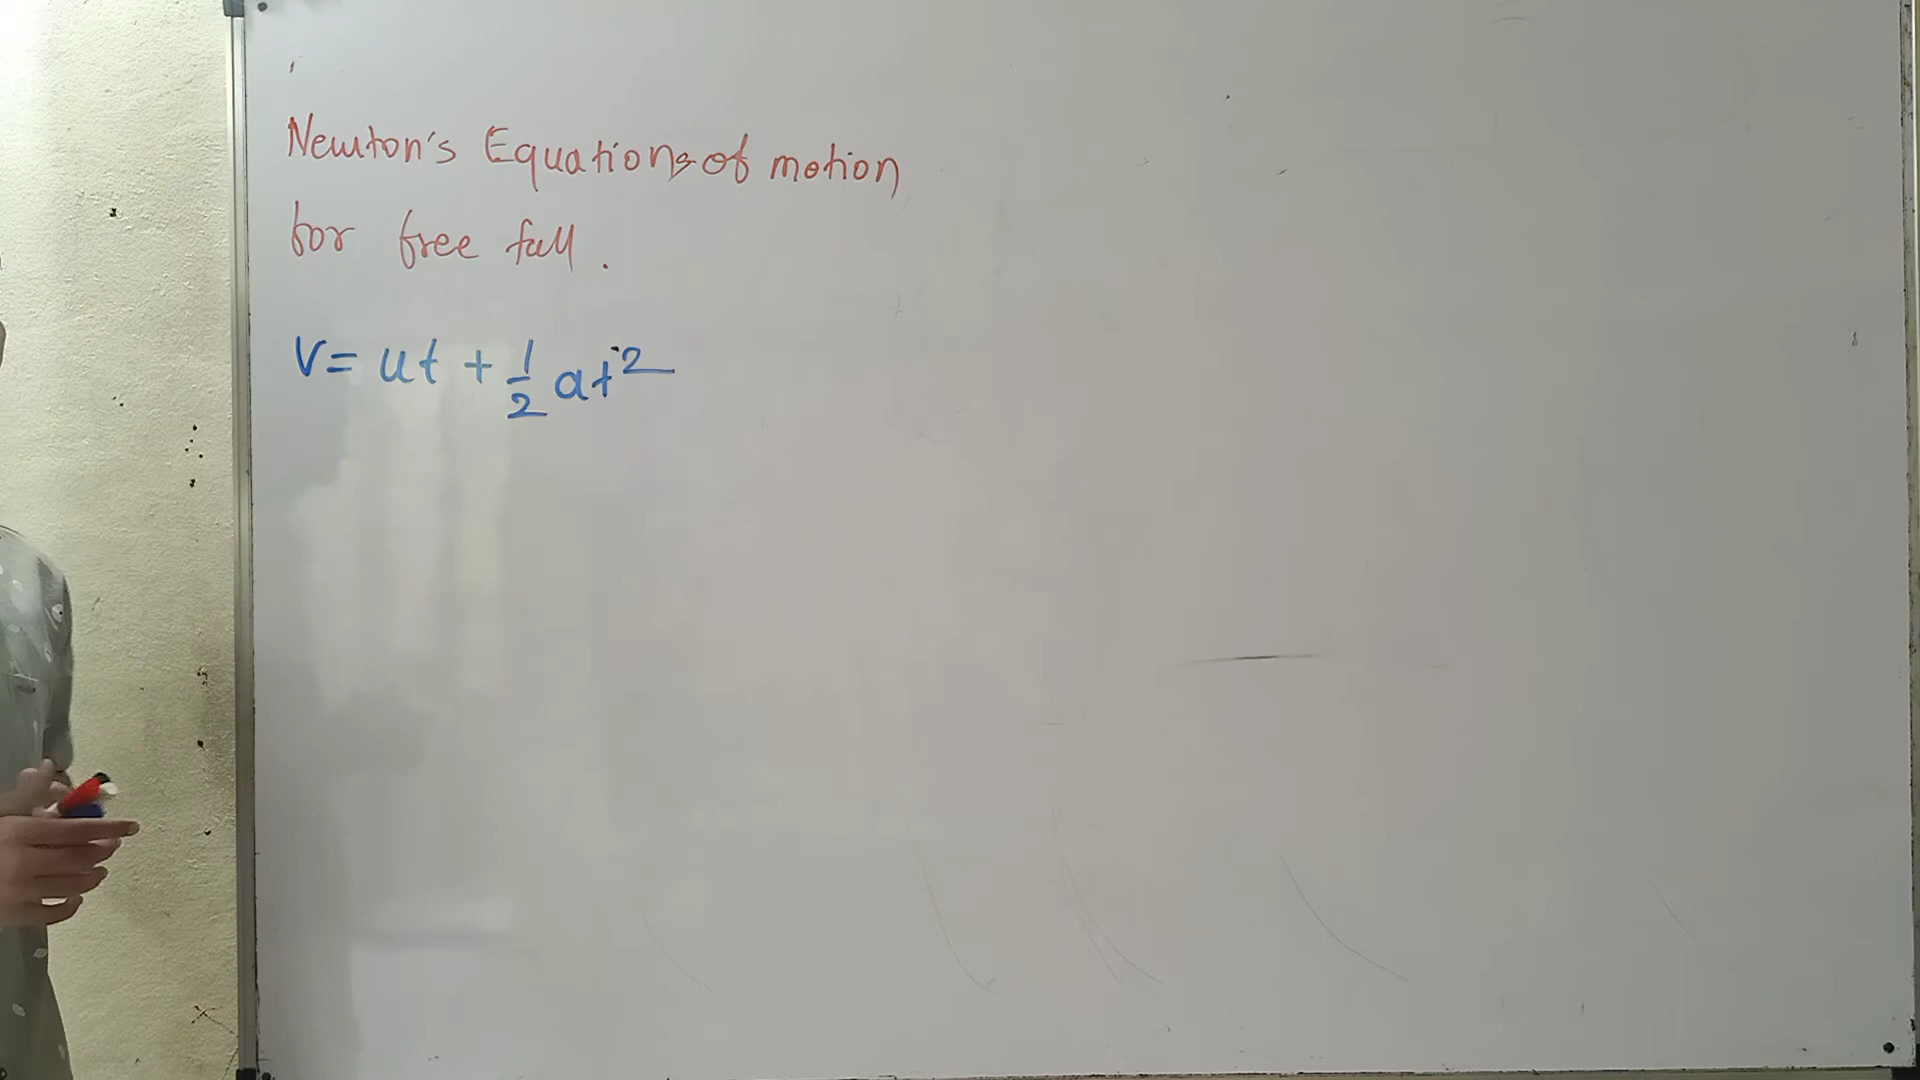 Newton's Equations of motion
for free fall.
V = ut + 1/2 at²